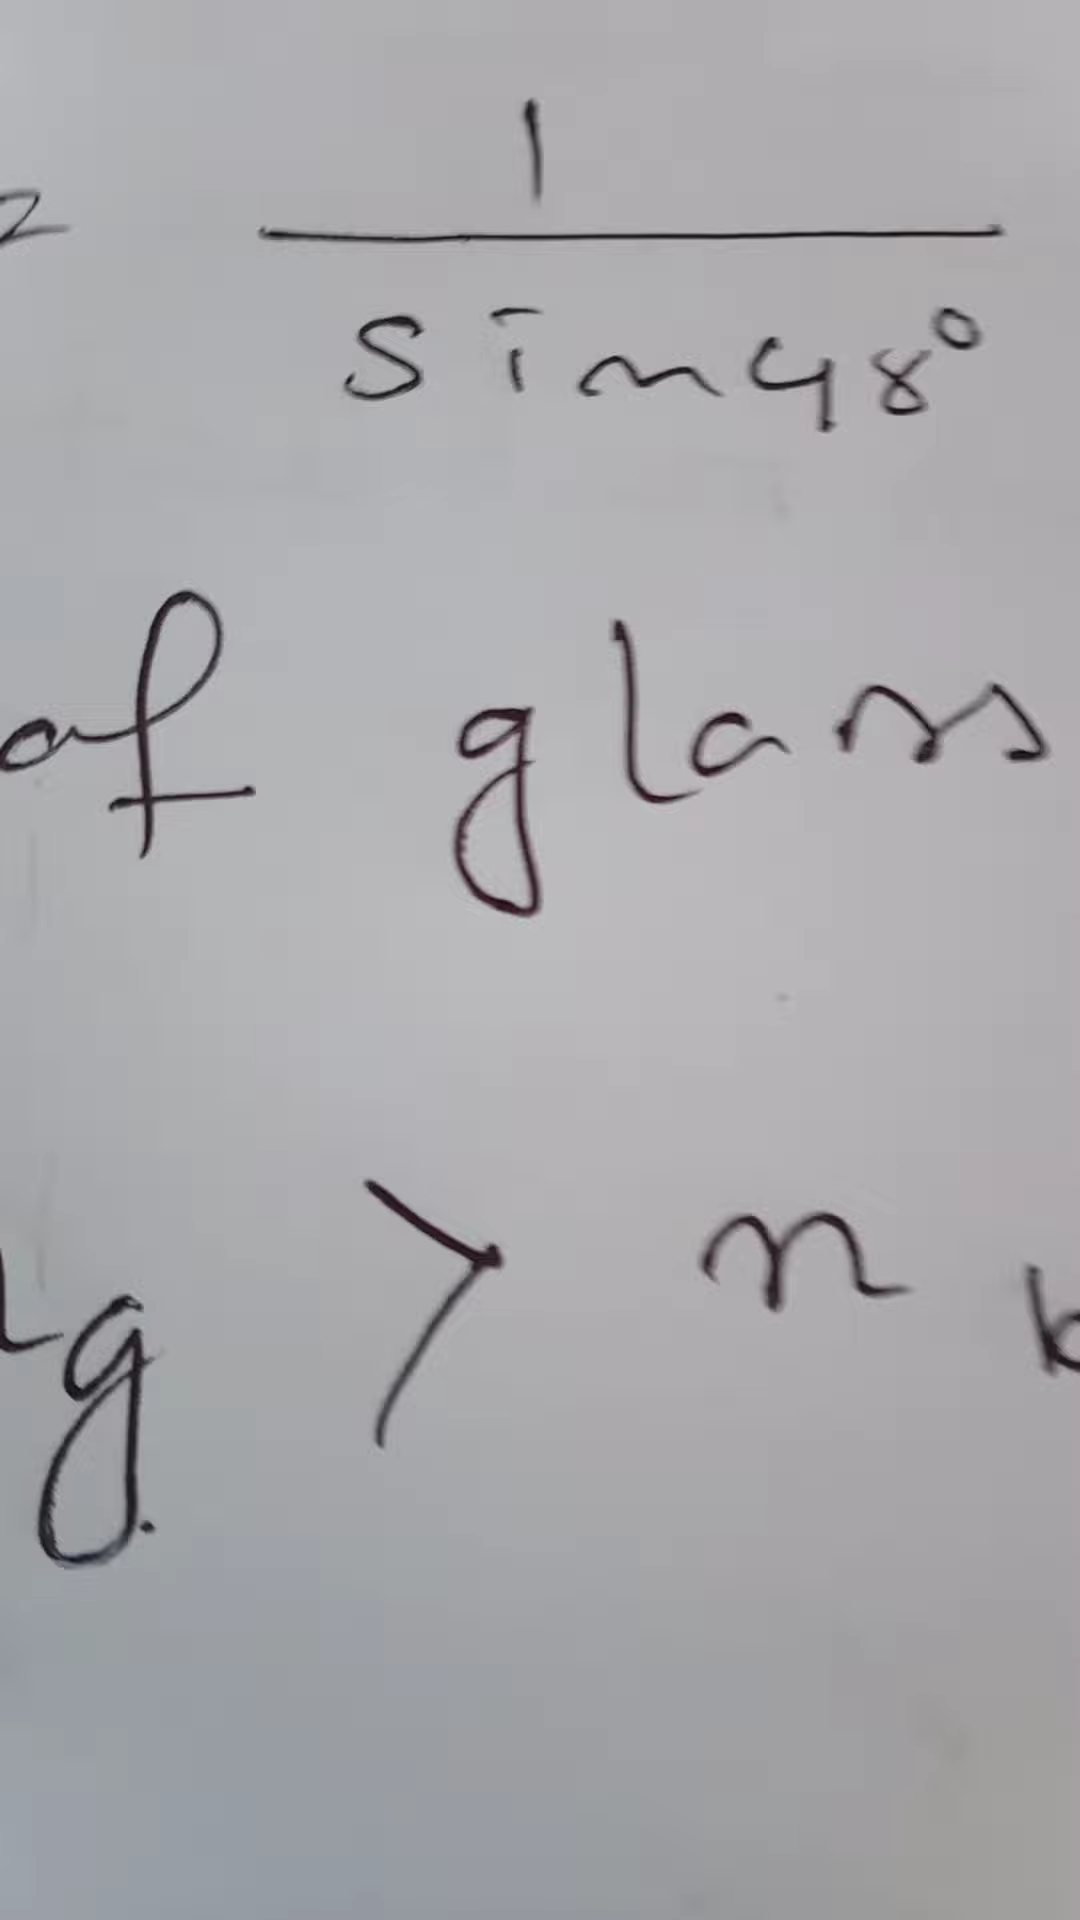 = 1 / sin48°
of glass
g > n